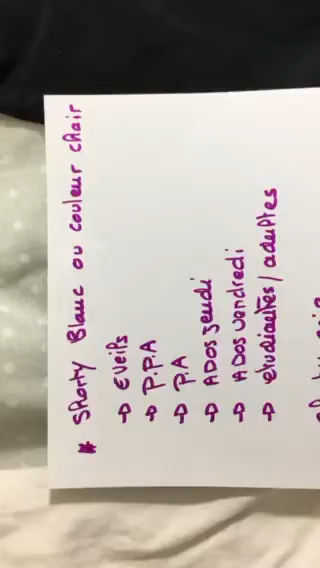 * Shorty Blanc ou couleur chair
→ Eveils
→ P.P.A
→ P.A
→ ADOS jeudi
→ ADOS vendredi
→ étudiantes / adultes